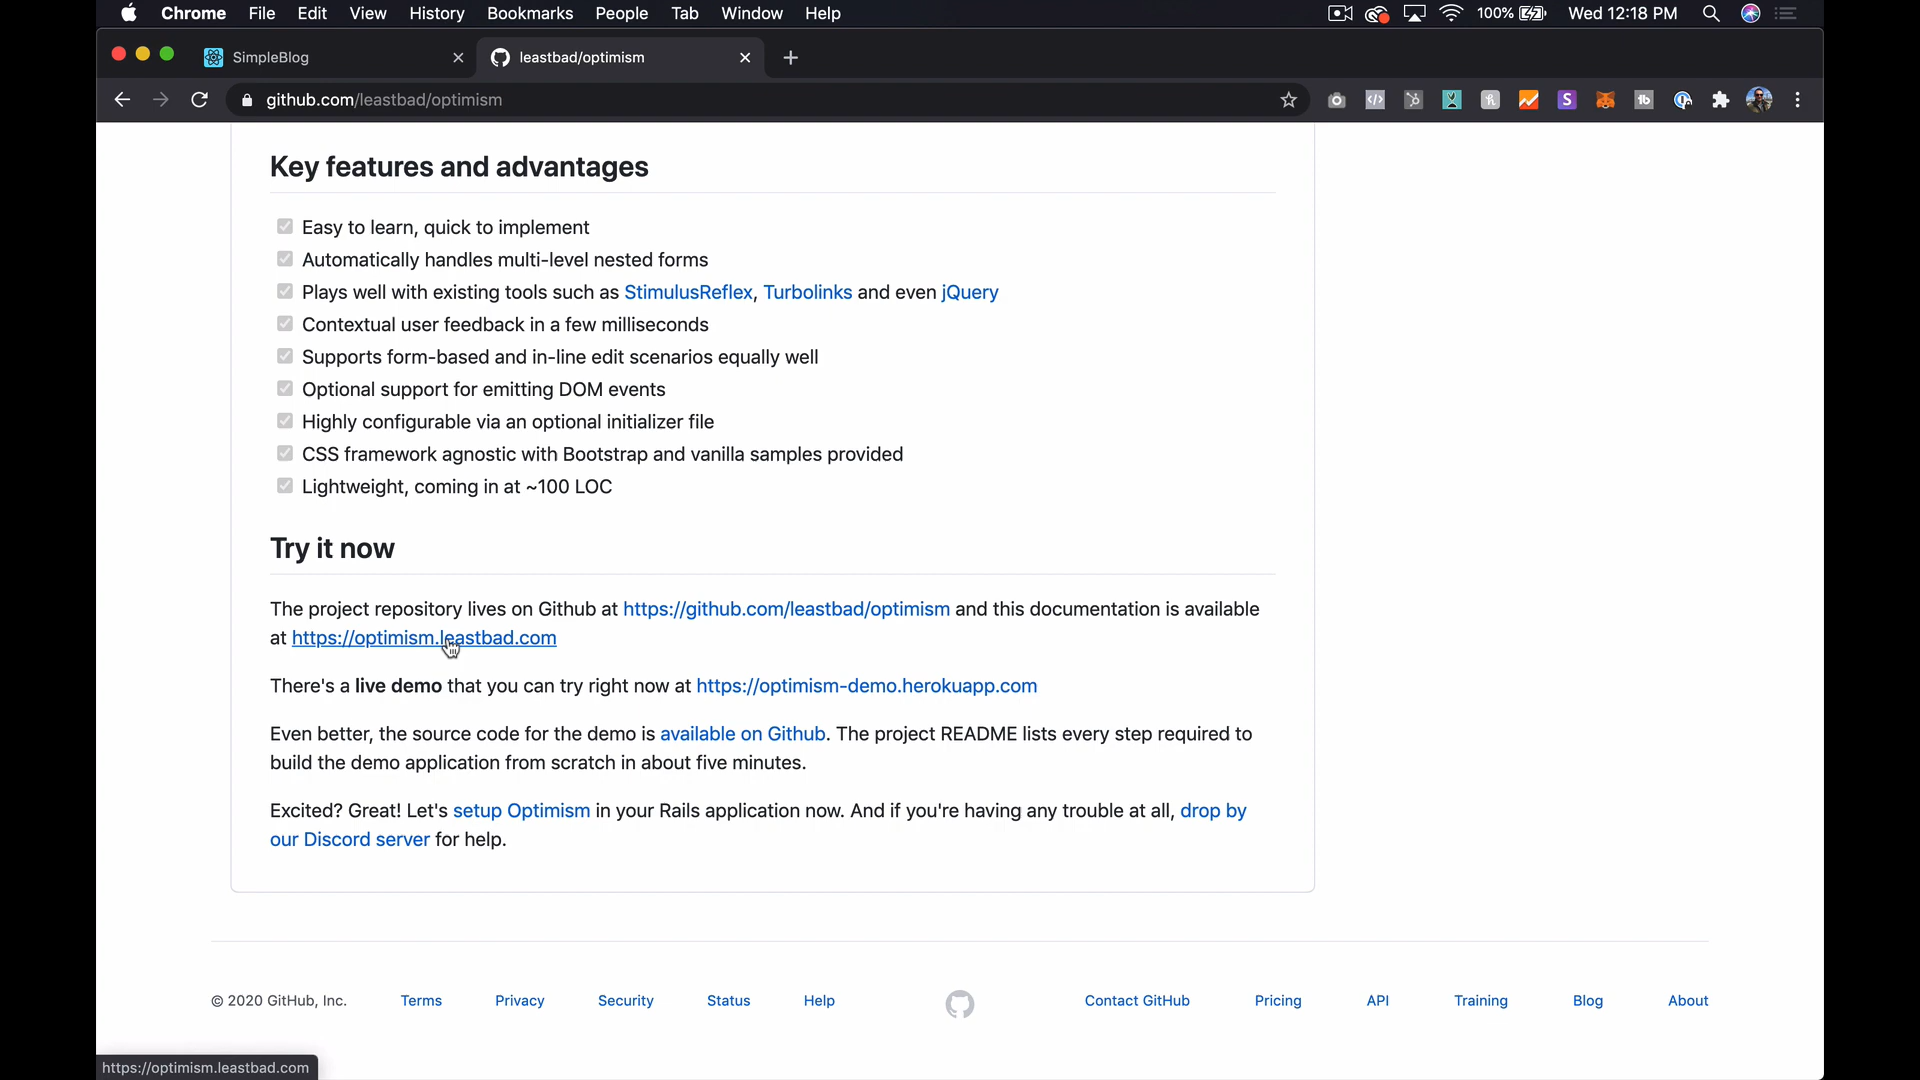 Chrome File Edit View History Bookmarks People Tab Window Help 100% Wed 12:18 PM
SimpleBlog leastbad/optimism
github.com/leastbad/optimism
Key features and advantages
Easy to learn, quick to implement
Automatically handles multi-level nested forms
Plays well with existing tools such as StimulusReflex, Turbolinks and even jQuery
Contextual user feedback in a few milliseconds
Supports form-based and in-line edit scenarios equally well
Optional support for emitting DOM events
Highly configurable via an optional initializer file
CSS framework agnostic with Bootstrap and vanilla samples provided
Lightweight, coming in at ~100 LOC
Try it now
The project repository lives on Github at https://github.com/leastbad/optimism and this documentation is available
at https://optimism.leastbad.com
There's a live demo that you can try right now at https://optimism-demo.herokuapp.com
Even better, the source code for the demo is available on Github. The project README lists every step required to
build the demo application from scratch in about five minutes.
Excited? Great! Let's setup Optimism in your Rails application now. And if you're having any trouble at all, drop by
our Discord server for help.
© 2020 GitHub, Inc. Terms Privacy Security Status Help Contact GitHub Pricing API Training Blog About
https://optimism.leastbad.com